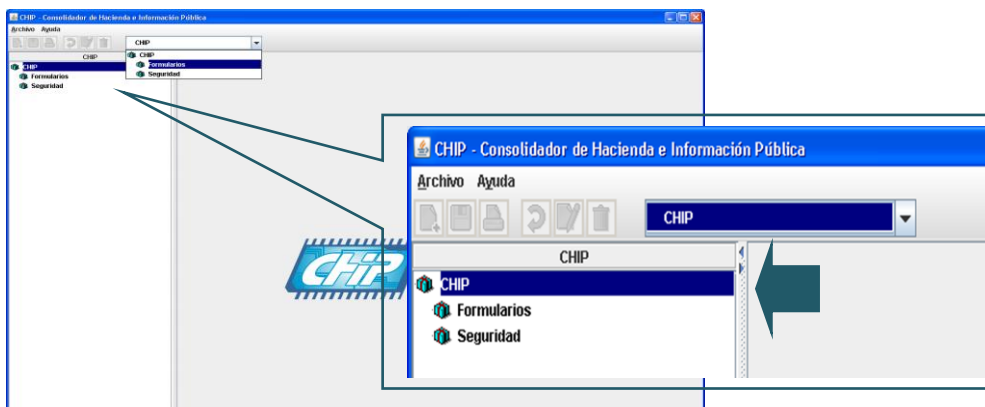 CHIP - Consolidador de Hacienda e Información Pública
Archivo Ayuda
CHIP
CHIP
CHIP
Formularios
Seguridad
CHIP
Formularios
Seguridad
CHIP
CHIP - Consolidador de Hacienda e Información Pública
Archivo Ayuda
CHIP
CHIP
CHIP
Formularios
Seguridad